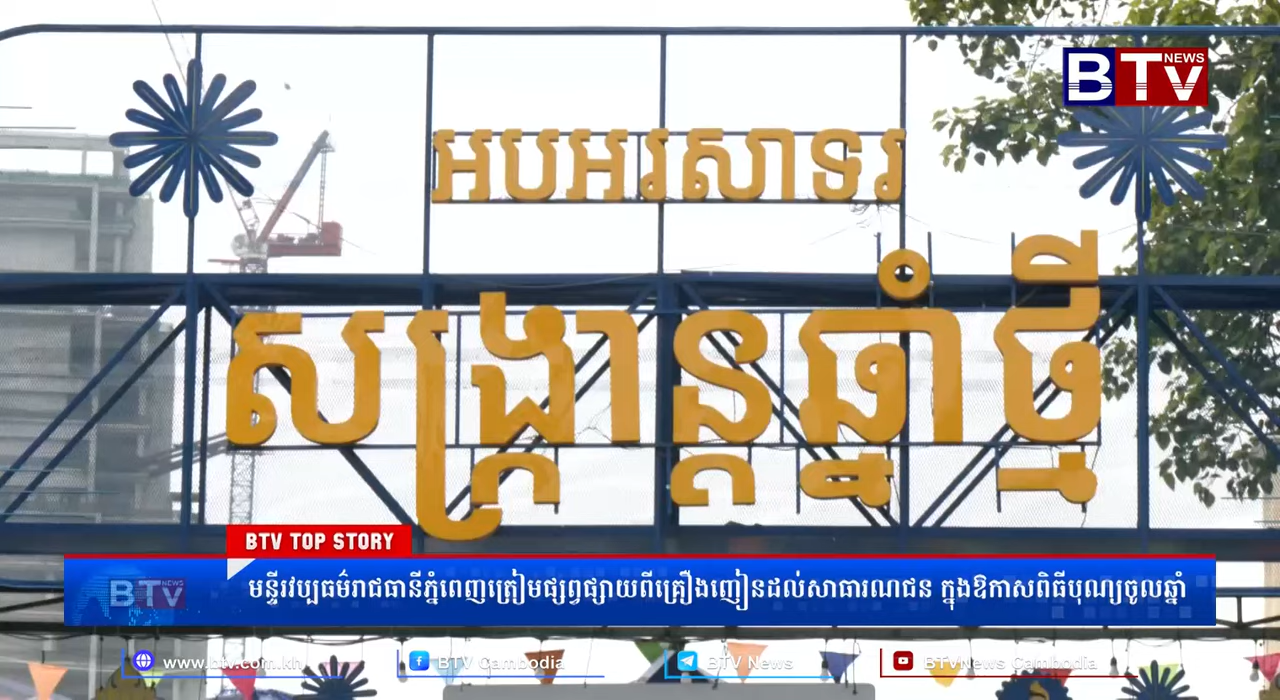 BTV NEWS
អបអរសាទរ
សង្ក្រាន្តឆ្នាំថ្មី
BTV TOP STORY
មន្ទីរវប្បធម៌រាជធានីភ្នំពេញត្រៀមផ្សព្វផ្សាយពីគ្រឿងញៀនដល់សាធារណជន ក្នុងឱកាសពិធីបុណ្យចូលឆ្នាំ
BTV NEWS
www.btv.com.kh
BTV Cambodia
BTV News
BTVNews Cambodia